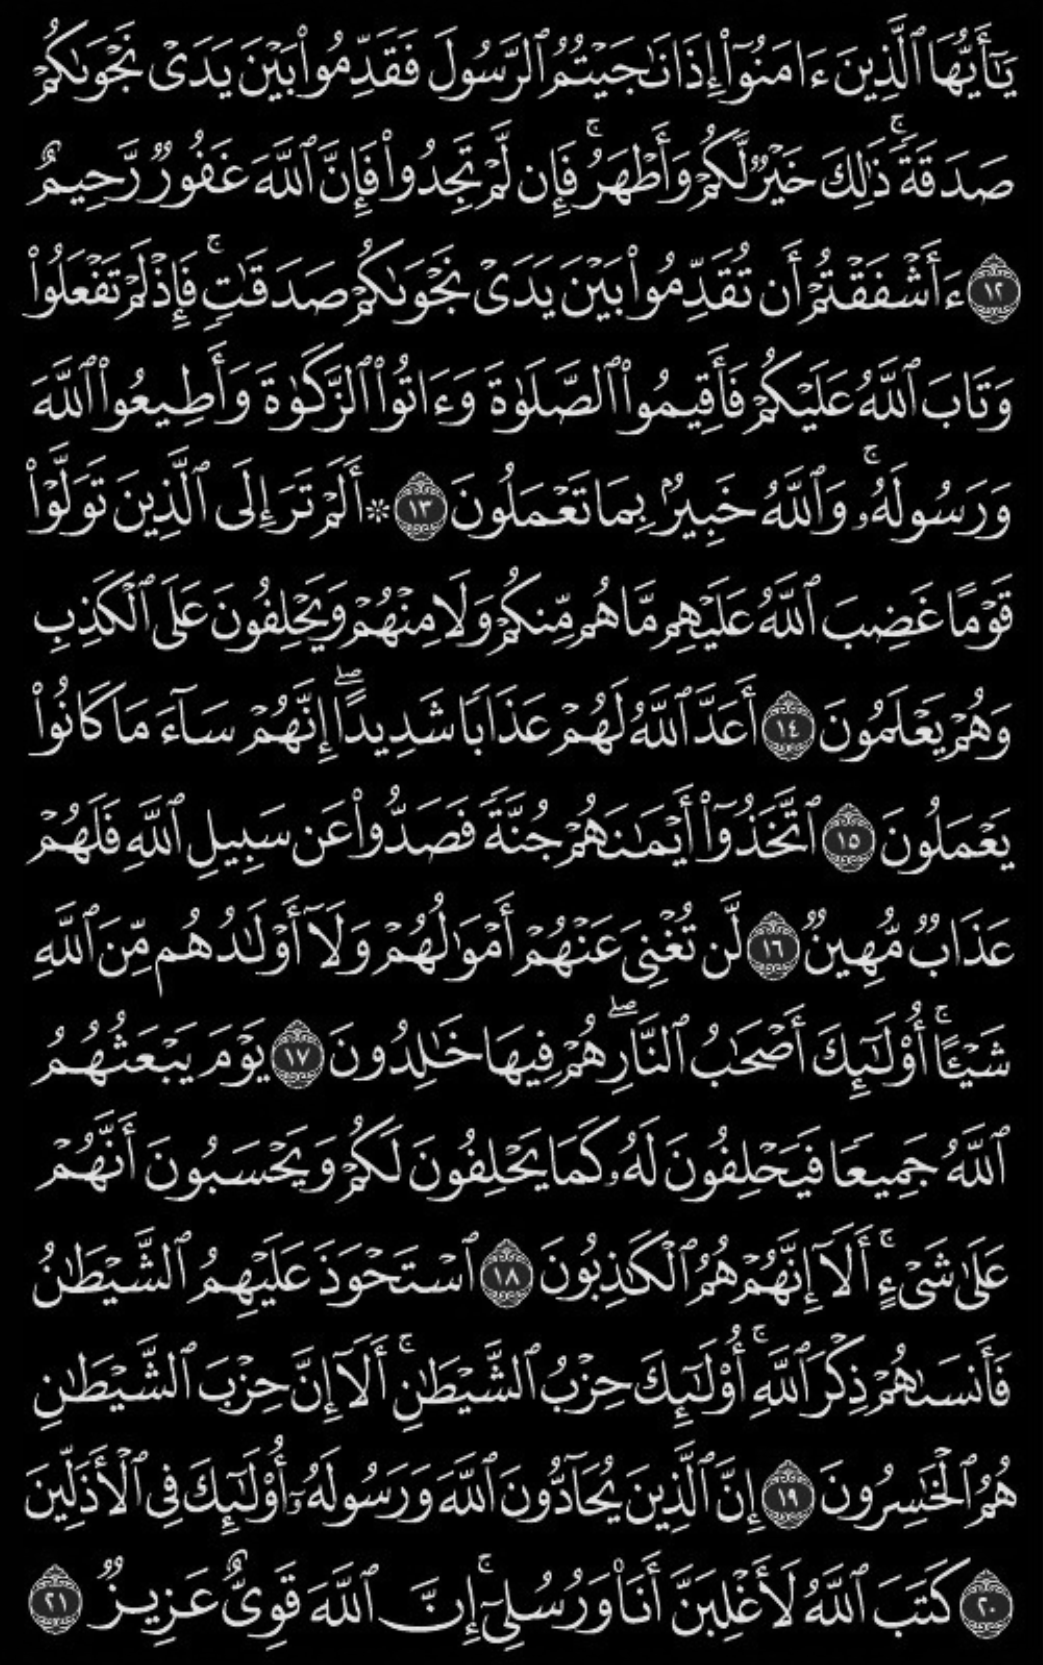 يَٰٓأَيُّهَا ٱلَّذِينَ ءَامَنُوٓا۟ إِذَا نَٰجَيْتُمُ ٱلرَّسُولَ فَقَدِّمُوا۟ بَيْنَ يَدَىْ نَجْوَىٰكُمْ
صَدَقَةً ۚ ذَٰلِكَ خَيْرٌ لَّكُمْ وَأَطْهَرُ ۚ فَإِن لَّمْ تَجِدُوا۟ فَإِنَّ ٱللَّهَ غَفُورٌ رَّحِيمٌ
١٢ ءَأَشْفَقْتُمْ أَن تُقَدِّمُوا۟ بَيْنَ يَدَىْ نَجْوَىٰكُمْ صَدَقَٰتٍ ۚ فَإِذْ لَمْ تَفْعَلُوا۟
وَتَابَ ٱللَّهُ عَلَيْكُمْ فَأَقِيمُوا۟ ٱلصَّلَوٰةَ وَءَاتُوا۟ ٱلزَّكَوٰةَ وَأَطِيعُوا۟ ٱللَّهَ
وَرَسُولَهُۥ ۚ وَٱللَّهُ خَبِيرٌۢ بِمَا تَعْمَلُونَ ١٣ ۞ أَلَمْ تَرَ إِلَى ٱلَّذِينَ تَوَلَّوْا۟
قَوْمًا غَضِبَ ٱللَّهُ عَلَيْهِم مَّا هُم مِّنكُمْ وَلَا مِنْهُمْ وَيَحْلِفُونَ عَلَى ٱلْكَذِبِ
وَهُمْ يَعْلَمُونَ ١٤ أَعَدَّ ٱللَّهُ لَهُمْ عَذَابًا شَدِيدًا ۖ إِنَّهُمْ سَآءَ مَا كَانُوا۟
يَعْمَلُونَ ١٥ ٱتَّخَذُوٓا۟ أَيْمَٰنَهُمْ جُنَّةً فَصَدُّوا۟ عَن سَبِيلِ ٱللَّهِ فَلَهُمْ
عَذَابٌ مُّهِينٌ ١٦ لَّن تُغْنِىَ عَنْهُمْ أَمْوَٰلُهُمْ وَلَآ أَوْلَٰدُهُم مِّنَ ٱللَّهِ
شَيْـًٔا ۚ أُو۟لَٰٓئِكَ أَصْحَٰبُ ٱلنَّارِ ۖ هُمْ فِيهَا خَٰلِدُونَ ١٧ يَوْمَ يَبْعَثُهُمُ
ٱللَّهُ جَمِيعًا فَيَحْلِفُونَ لَهُۥ كَمَا يَحْلِفُونَ لَكُمْ وَيَحْسَبُونَ أَنَّهُمْ
عَلَىٰ شَىْءٍ ۚ أَلَآ إِنَّهُمْ هُمُ ٱلْكَٰذِبُونَ ١٨ ٱسْتَحْوَذَ عَلَيْهِمُ ٱلشَّيْطَٰنُ
فَأَنسَىٰهُمْ ذِكْرَ ٱللَّهِ ۚ أُو۟لَٰٓئِكَ حِزْبُ ٱلشَّيْطَٰنِ ۚ أَلَآ إِنَّ حِزْبَ ٱلشَّيْطَٰنِ
هُمُ ٱلْخَٰسِرُونَ ١٩ إِنَّ ٱلَّذِينَ يُحَآدُّونَ ٱللَّهَ وَرَسُولَهُۥٓ أُو۟لَٰٓئِكَ فِى ٱلْأَذَلِّينَ
٢٠ كَتَبَ ٱللَّهُ لَأَغْلِبَنَّ أَنَا۠ وَرُسُلِىٓ ۚ إِنَّ ٱللَّهَ قَوِىٌّ عَزِيزٌ ٢١